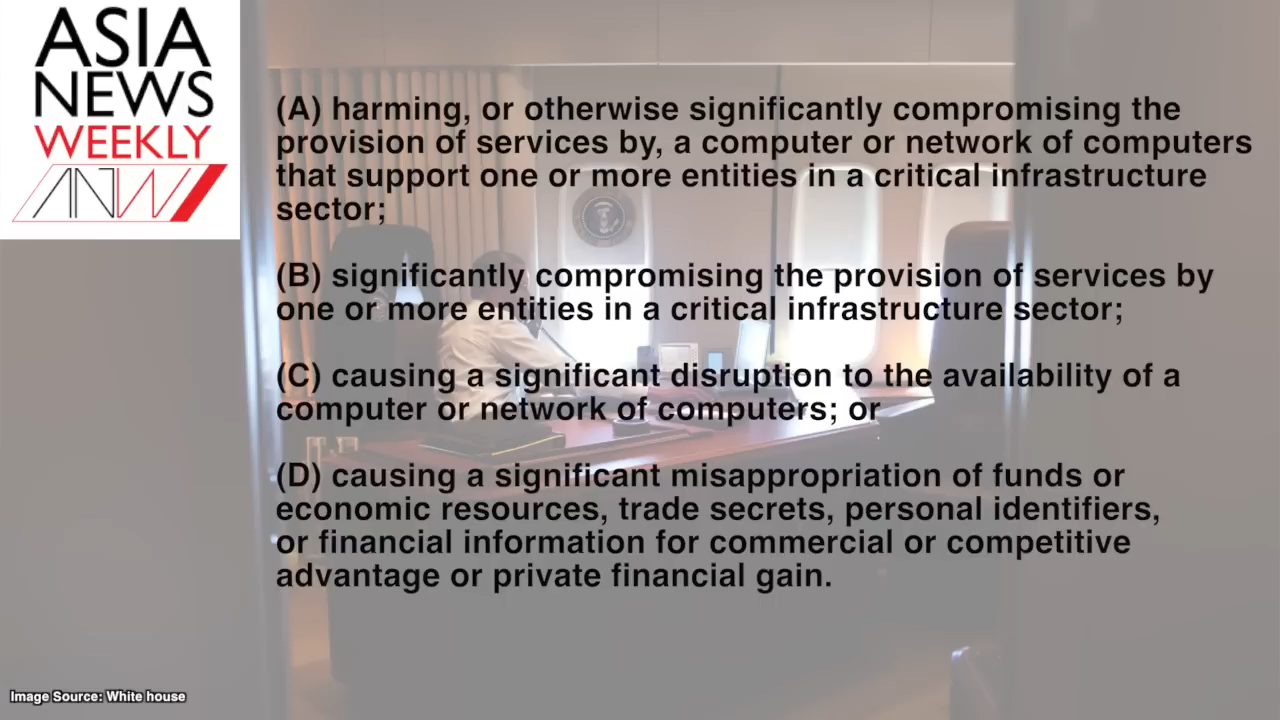 ASIA
NEWS
WEEKLY
ANW
(A) harming, or otherwise significantly compromising the
provision of services by, a computer or network of computers
that support one or more entities in a critical infrastructure
sector;
(B) significantly compromising the provision of services by
one or more entities in a critical infrastructure sector;
(C) causing a significant disruption to the availability of a
computer or network of computers; or
(D) causing a significant misappropriation of funds or
economic resources, trade secrets, personal identifiers,
or financial information for commercial or competitive
advantage or private financial gain.
Image Source: White house